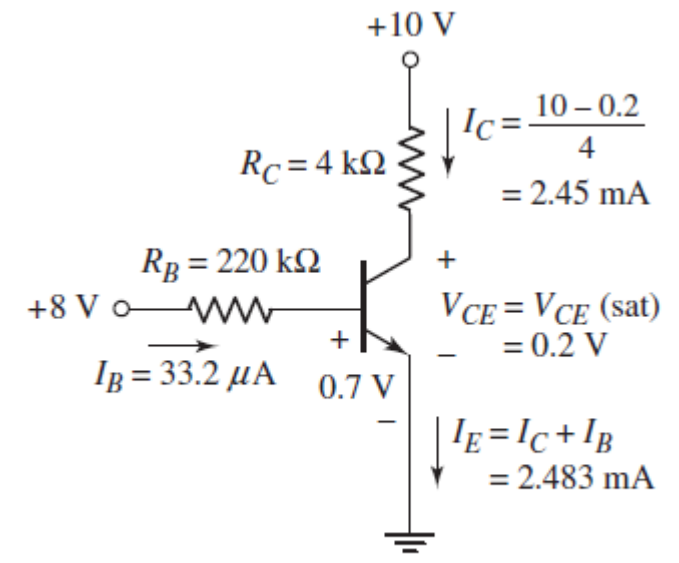 +10 V
I_C = 10 – 0.2
4
= 2.45 mA
R_C = 4 kΩ
R_B = 220 kΩ
+
+8 V
V_CE = V_CE (sat)
= 0.2 V
+
–
I_B = 33.2 μA
0.7 V
–
I_E = I_C + I_B
= 2.483 mA